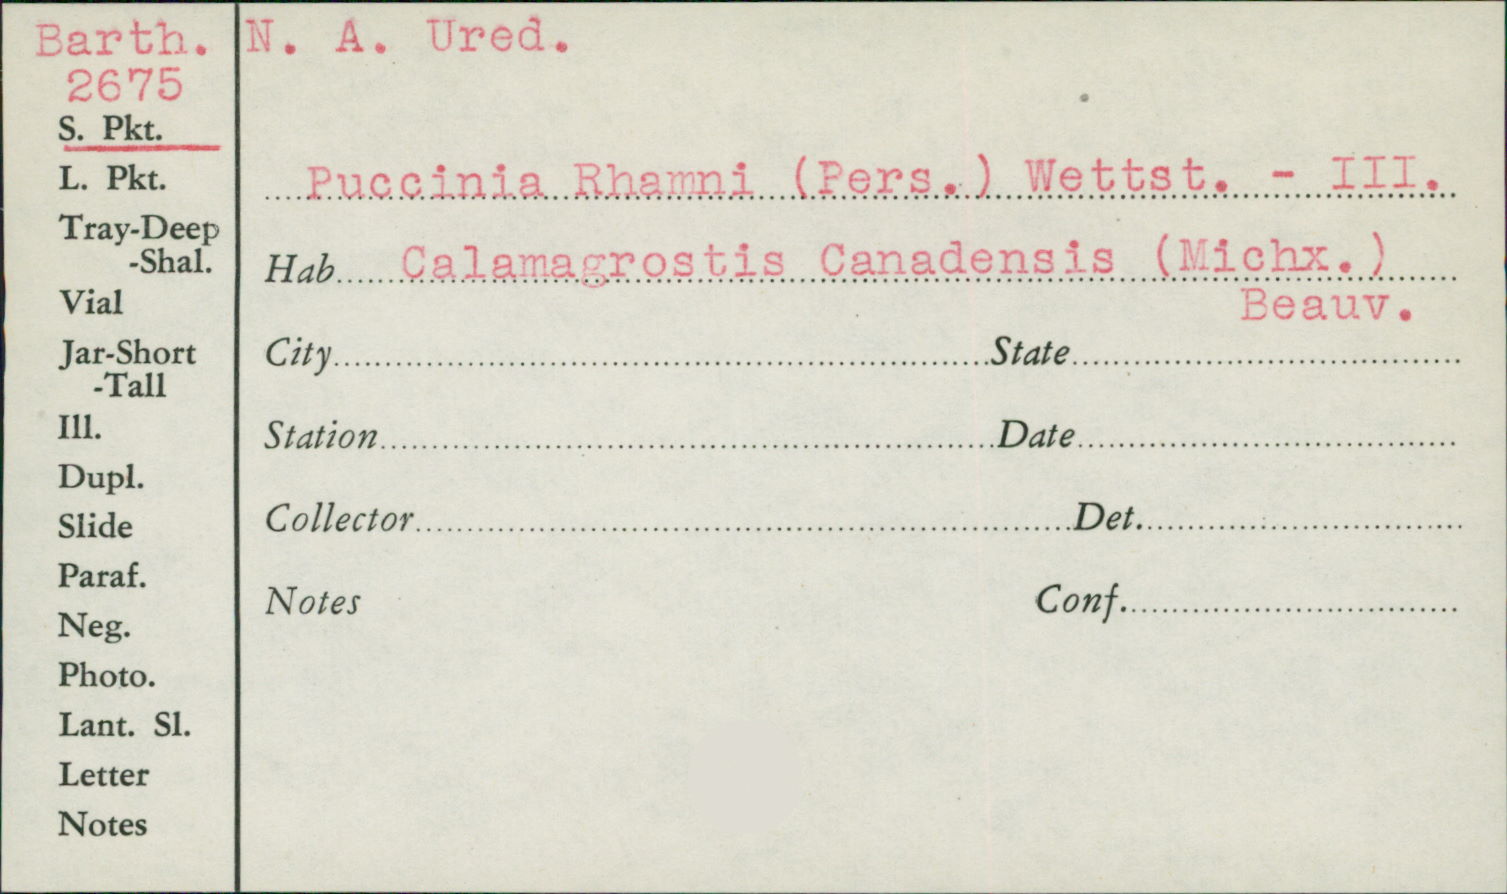 Barth. N. A. Ured.
2675
S. Pkt.
L. Pkt.
Tray-Deep
-Shal.
Vial
Jar-Short
-Tall
Ill.
Dupl.
Slide
Paraf.
Neg.
Photo.
Lant. Sl.
Letter
Notes
Puccinia Rhamni (Pers.) Wettst. - III.
Hab. Calamagrostis Canadensis (Michx.)
Beauv.
City State
Station Date
Collector Det.
Notes Conf.